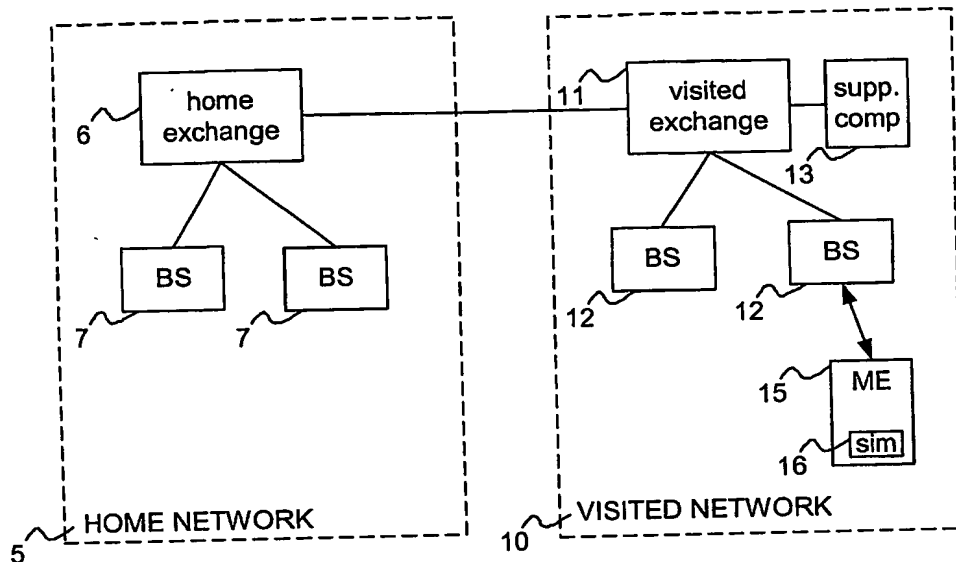 home
exchange
6
BS
7
BS
7
5
HOME NETWORK
visited
exchange
11
supp.
comp
13
BS
12
BS
12
15
ME
16
sim
10
VISITED NETWORK